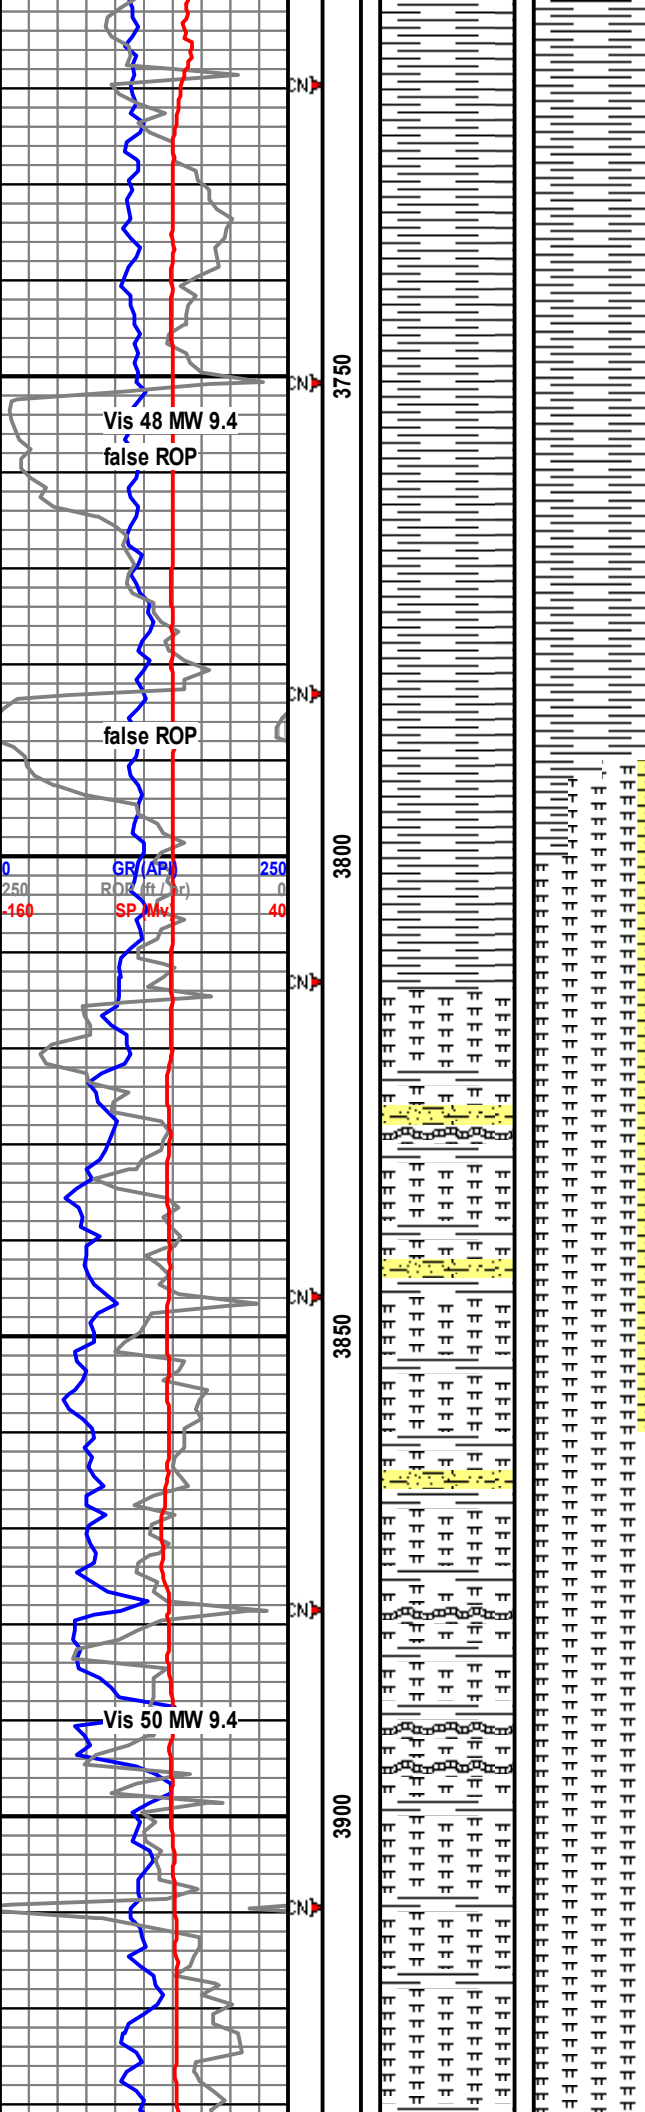 CN]
3750
CN]
Vis 48 MW 9.4
false ROP
CN]
false ROP
3800
0 GR (API) 250
250 ROP (ft / hr) 0
-160 SP (Mv) 40
CN]
CN]
3850
CN]
Vis 50 MW 9.4
3900
CN]